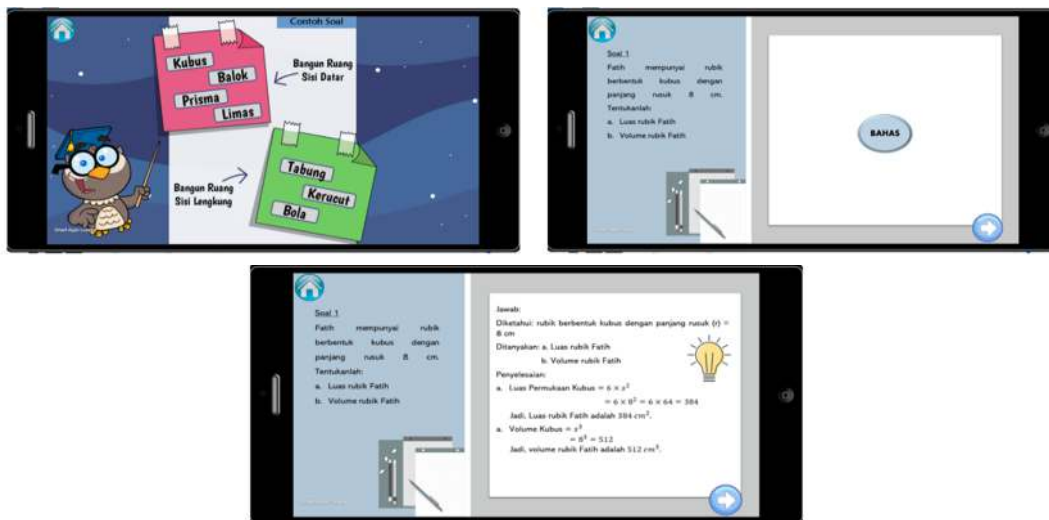 Contoh Soal
Kubus
Balok
Prisma
Limas
Bangun Ruang
Sisi Datar
Bangun Ruang
Sisi Lengkung
Tabung
Kerucut
Bola
Soal 1
Fatih mempunyai rubik
berbentuk kubus dengan
panjang rusuk 8 cm.
Tentukanlah:
a. Luas rubik Fatih
b. Volume rubik Fatih
BAHAS
Soal 1
Fatih mempunyai rubik
berbentuk kubus dengan
panjang rusuk 8 cm.
Tentukanlah:
a. Luas rubik Fatih
b. Volume rubik Fatih
Jawab:
Diketahui: rubik berbentuk kubus dengan panjang rusuk (r) =
8 cm
Ditanyakan: a. Luas rubik Fatih
b. Volume rubik Fatih
Penyelesaian:
a. Luas Permukaan Kubus = 6 × s²
= 6 × 8² = 6 × 64 = 384
Jadi, Luas rubik Fatih adalah 384 cm².
a. Volume Kubus = s³
= 8³ = 512
Jadi, volume rubik Fatih adalah 512 cm³.